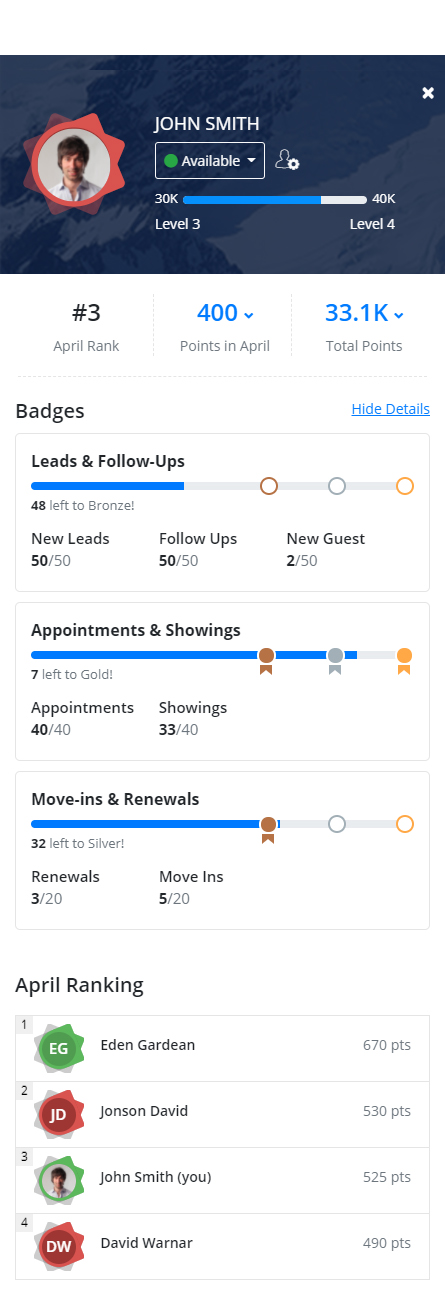 JOHN SMITH
Available
30K 40K
Level 3 Level 4
#3 400 33.1K
April Rank Points in April Total Points
Badges Hide Details
Leads & Follow-Ups
48 left to Bronze!
New Leads Follow Ups New Guest
50/50 50/50 2/50
Appointments & Showings
7 left to Gold!
Appointments Showings
40/40 33/40
Move-ins & Renewals
32 left to Silver!
Renewals Move Ins
3/20 5/20
April Ranking
1
EG Eden Gardean 670 pts
2
JD Jonson David 530 pts
3
John Smith (you) 525 pts
4
DW David Warnar 490 pts